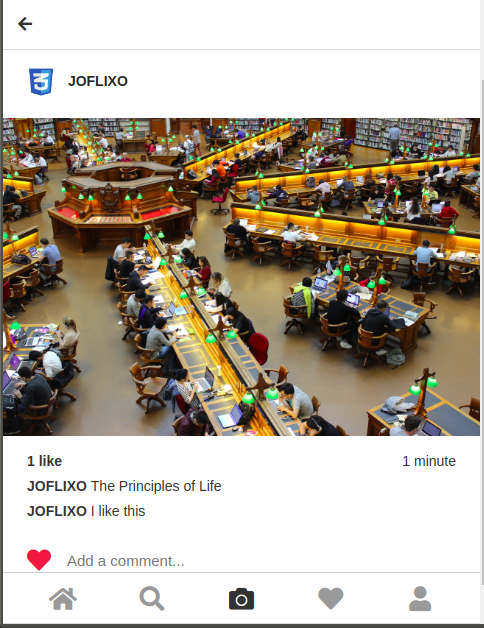 JOFLIXO
1 like 1 minute
JOFLIXO The Principles of Life
JOFLIXO I like this
Add a comment...